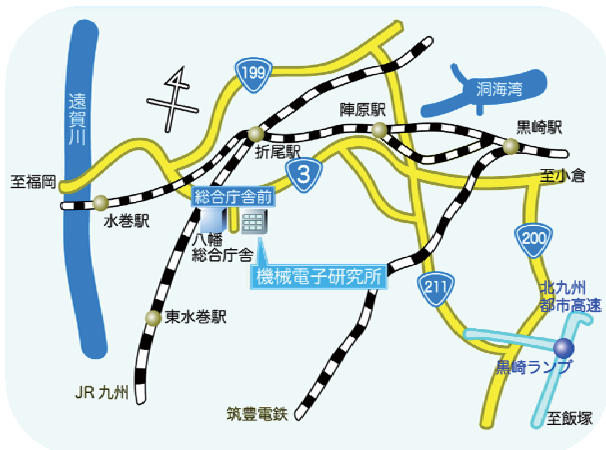 199
遠賀川
洞海湾
陣原駅
黒崎駅
折尾駅
3
至福岡
至小倉
総合庁舎前
水巻駅
八幡
総合庁舎
200
機械電子研究所
211
北九州
都市高速
東水巻駅
黒崎ランプ
JR九州
筑豊電鉄
至飯塚